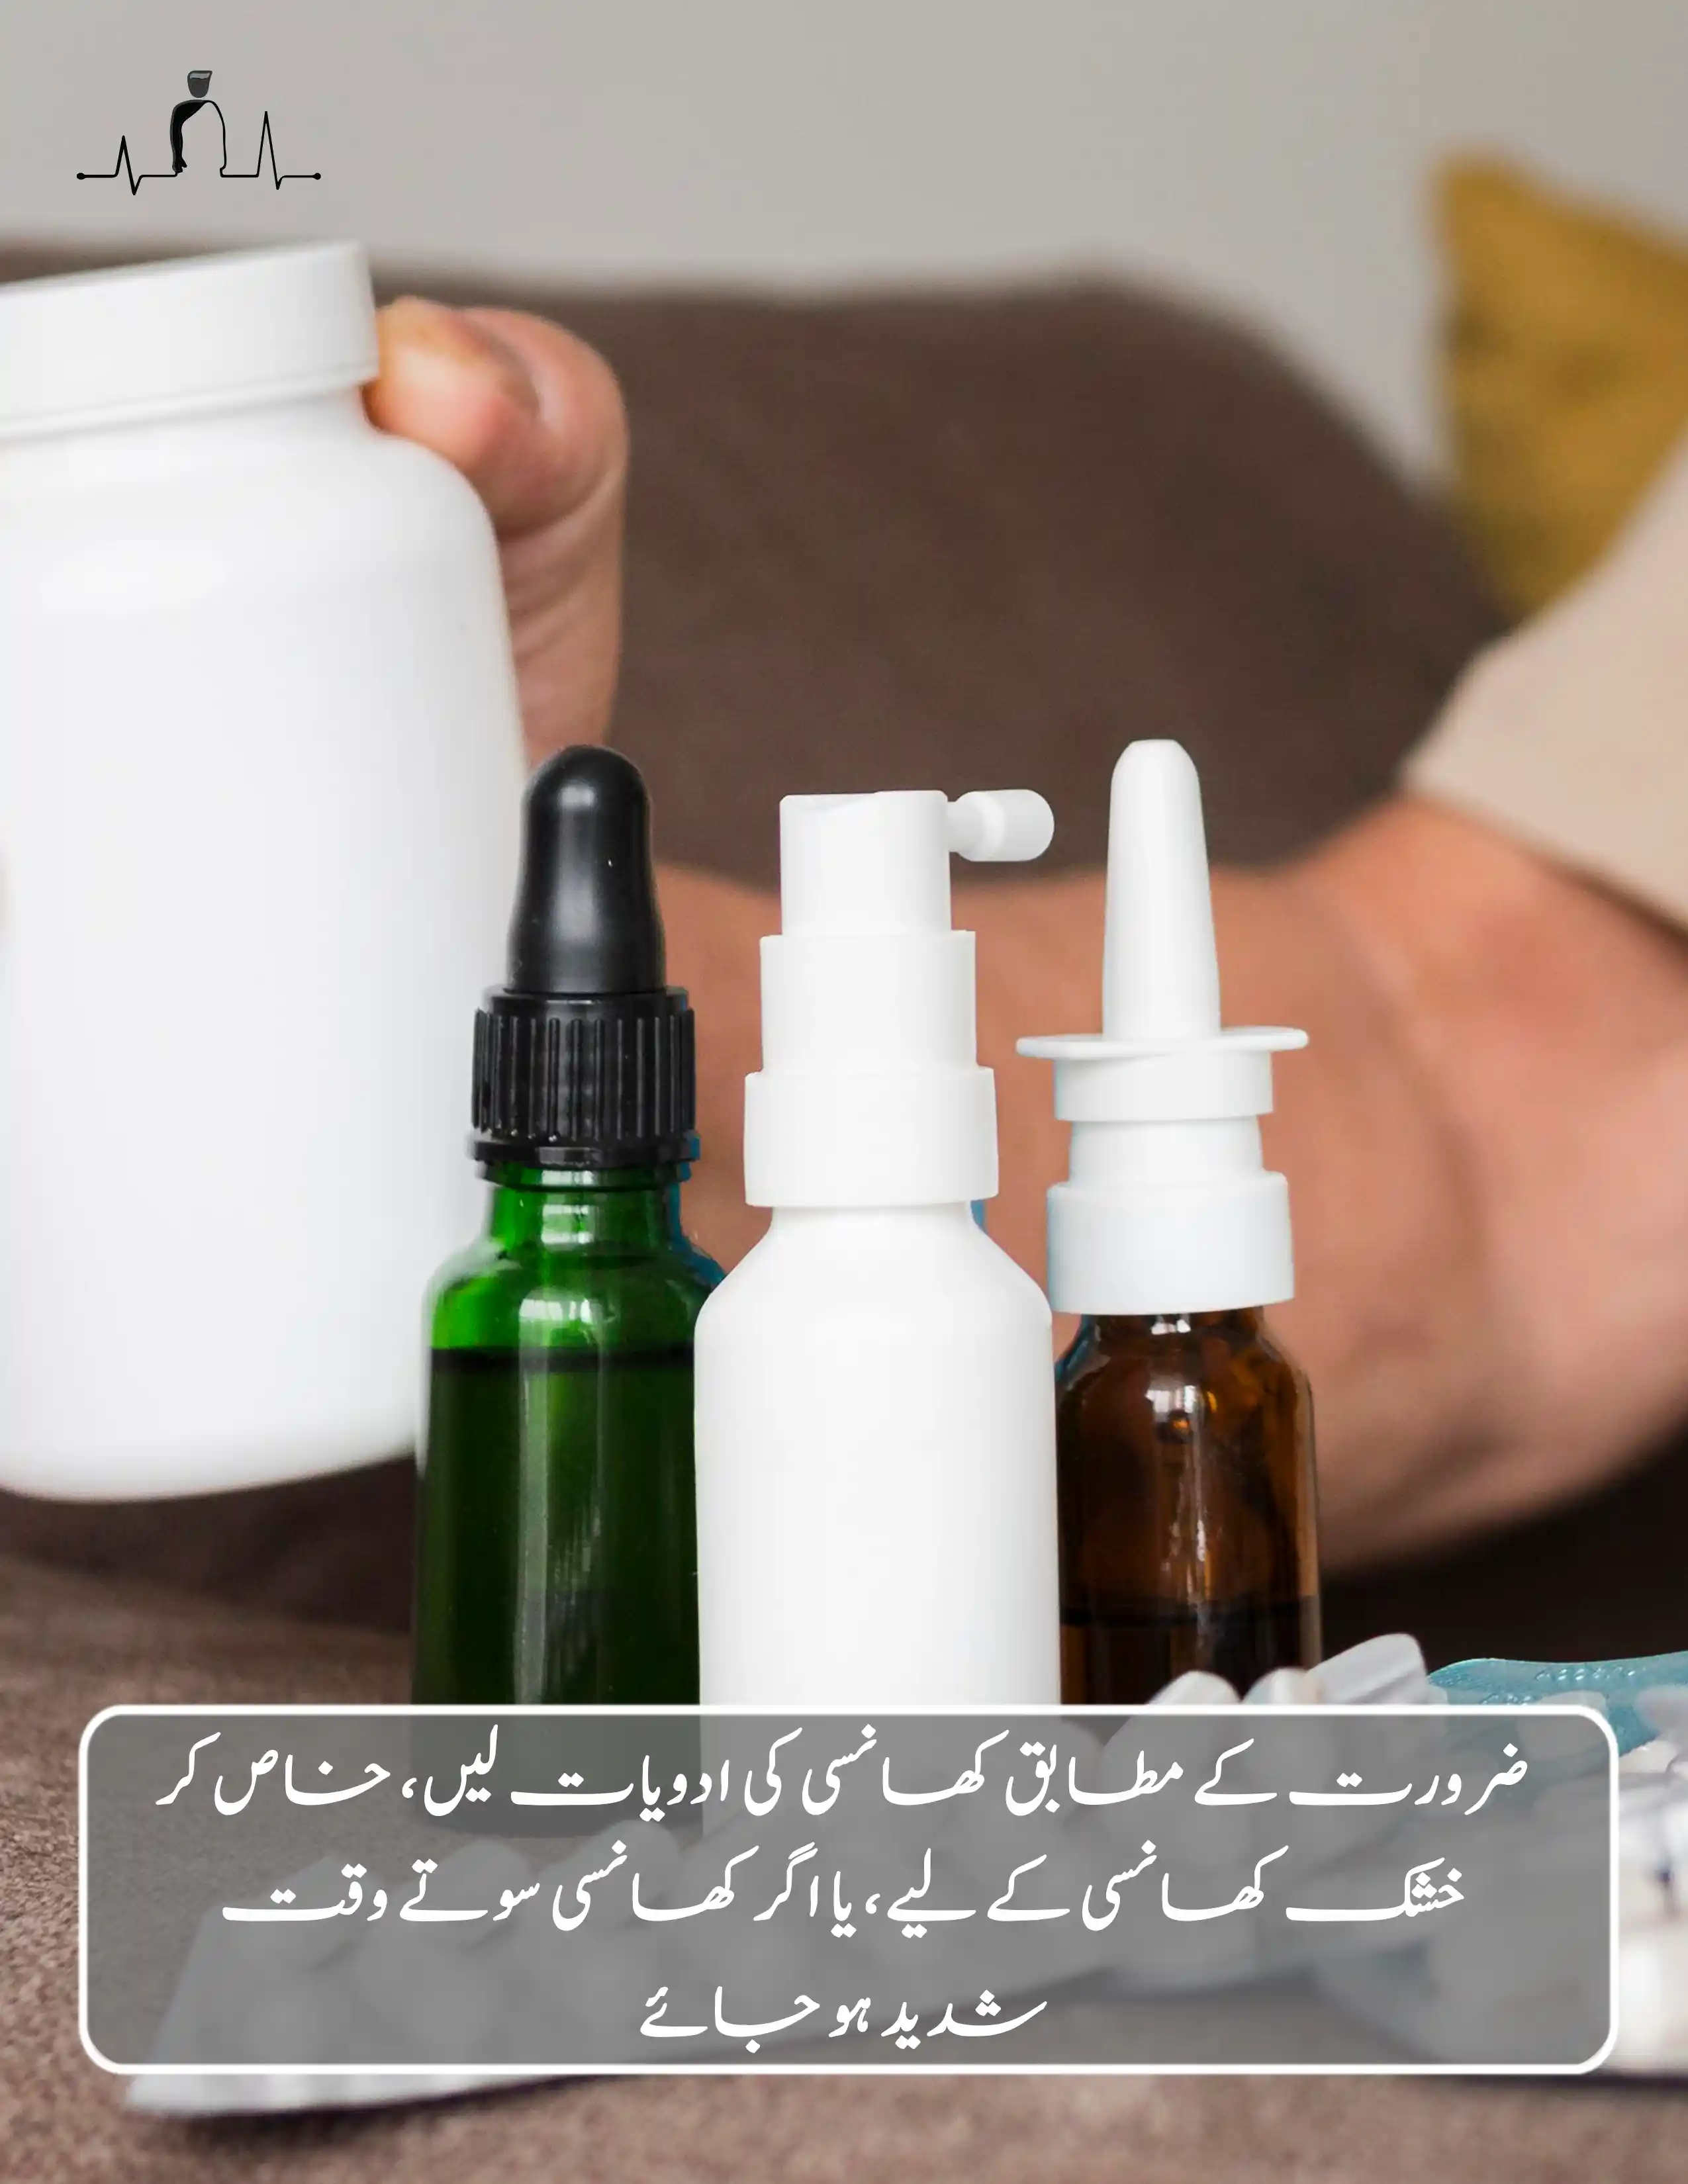 ضرورت کے مطابق کھانسی کی ادویات لیں، خاص کر
خشک کھانسی کے لیے، یا اگر کھانسی سوتے وقت
شدید ہو جائے